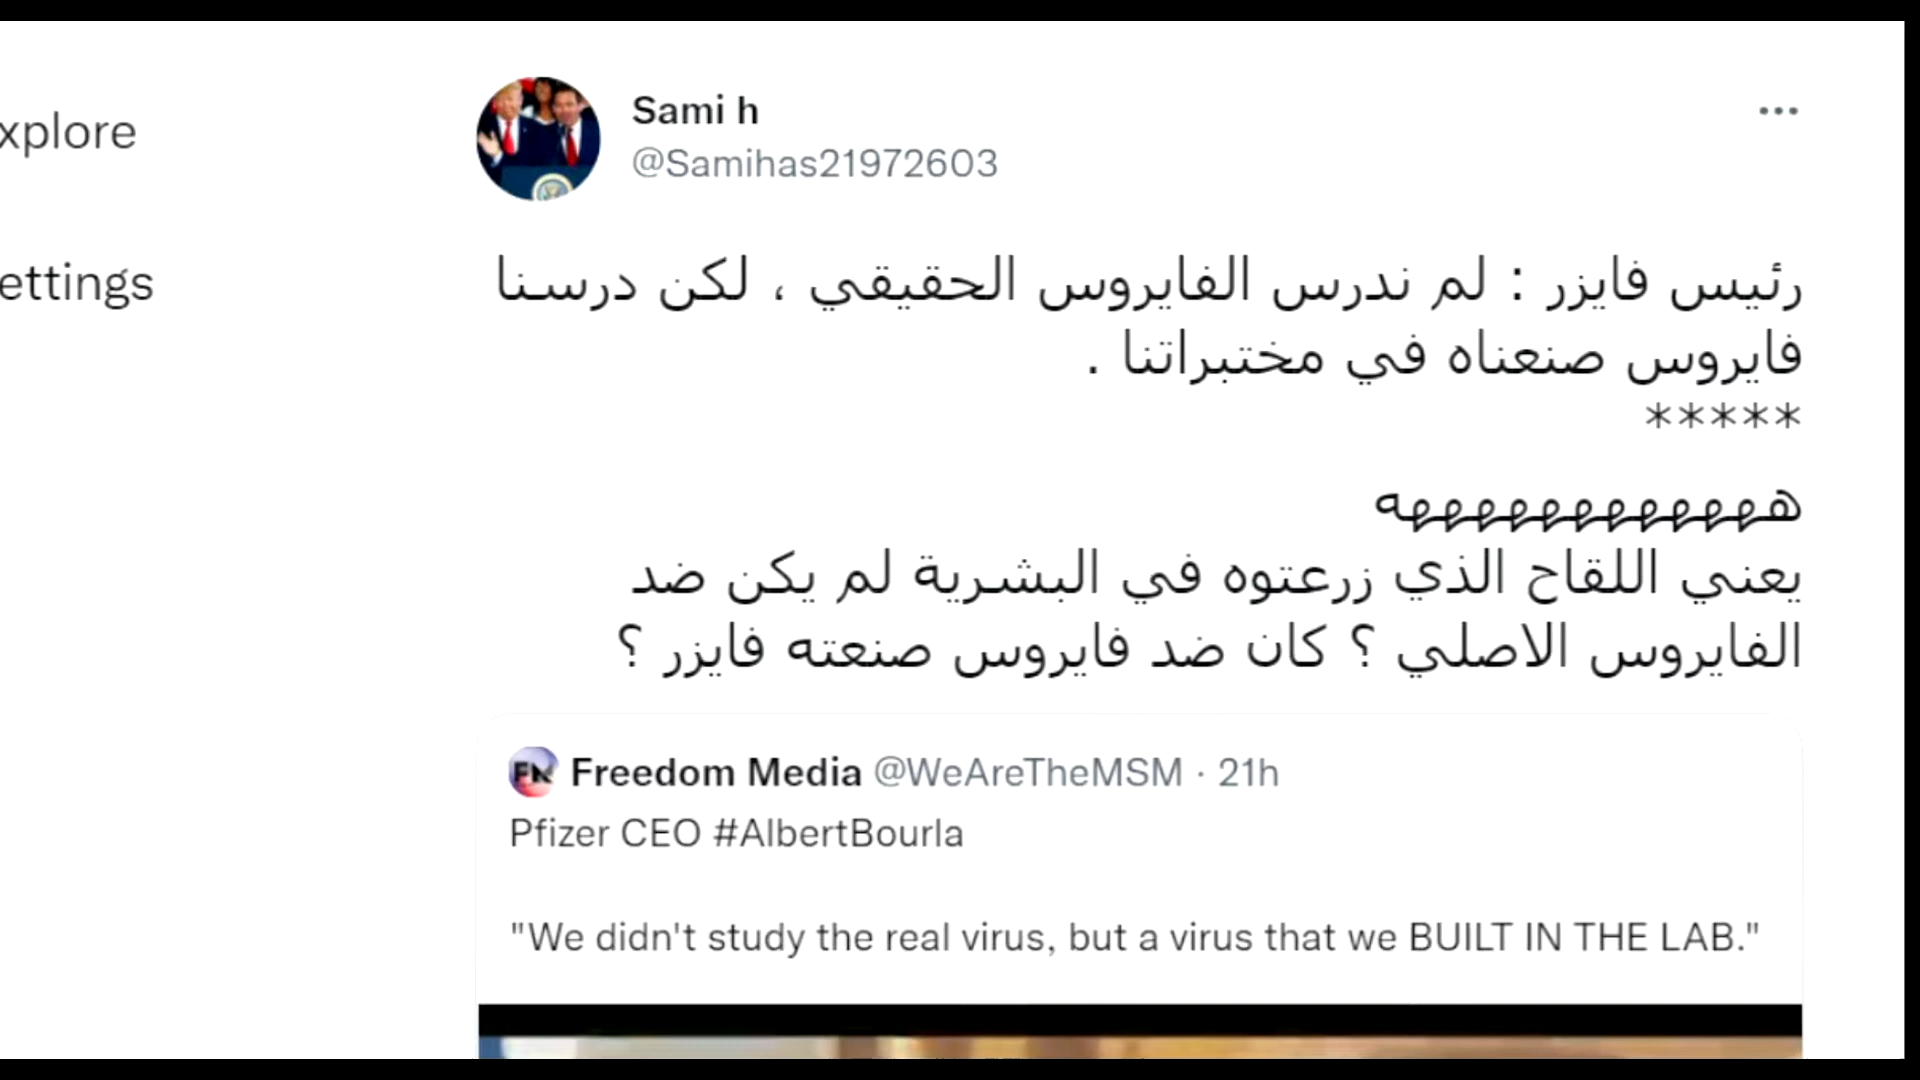 xplore
ettings
Sami h
@Samihas21972603
رئيس فايزر : لم ندرس الفايروس الحقيقي ، لكن درسنا
فايروس صنعناه في مختبراتنا .
*****
ههههههههههههه
يعني اللقاح الذي زرعتوه في البشرية لم يكن ضد
الفايروس الاصلي ؟ كان ضد فايروس صنعته فايزر ؟
Freedom Media @WeAreTheMSM · 21h
Pfizer CEO #AlbertBourla
"We didn't study the real virus, but a virus that we BUILT IN THE LAB."